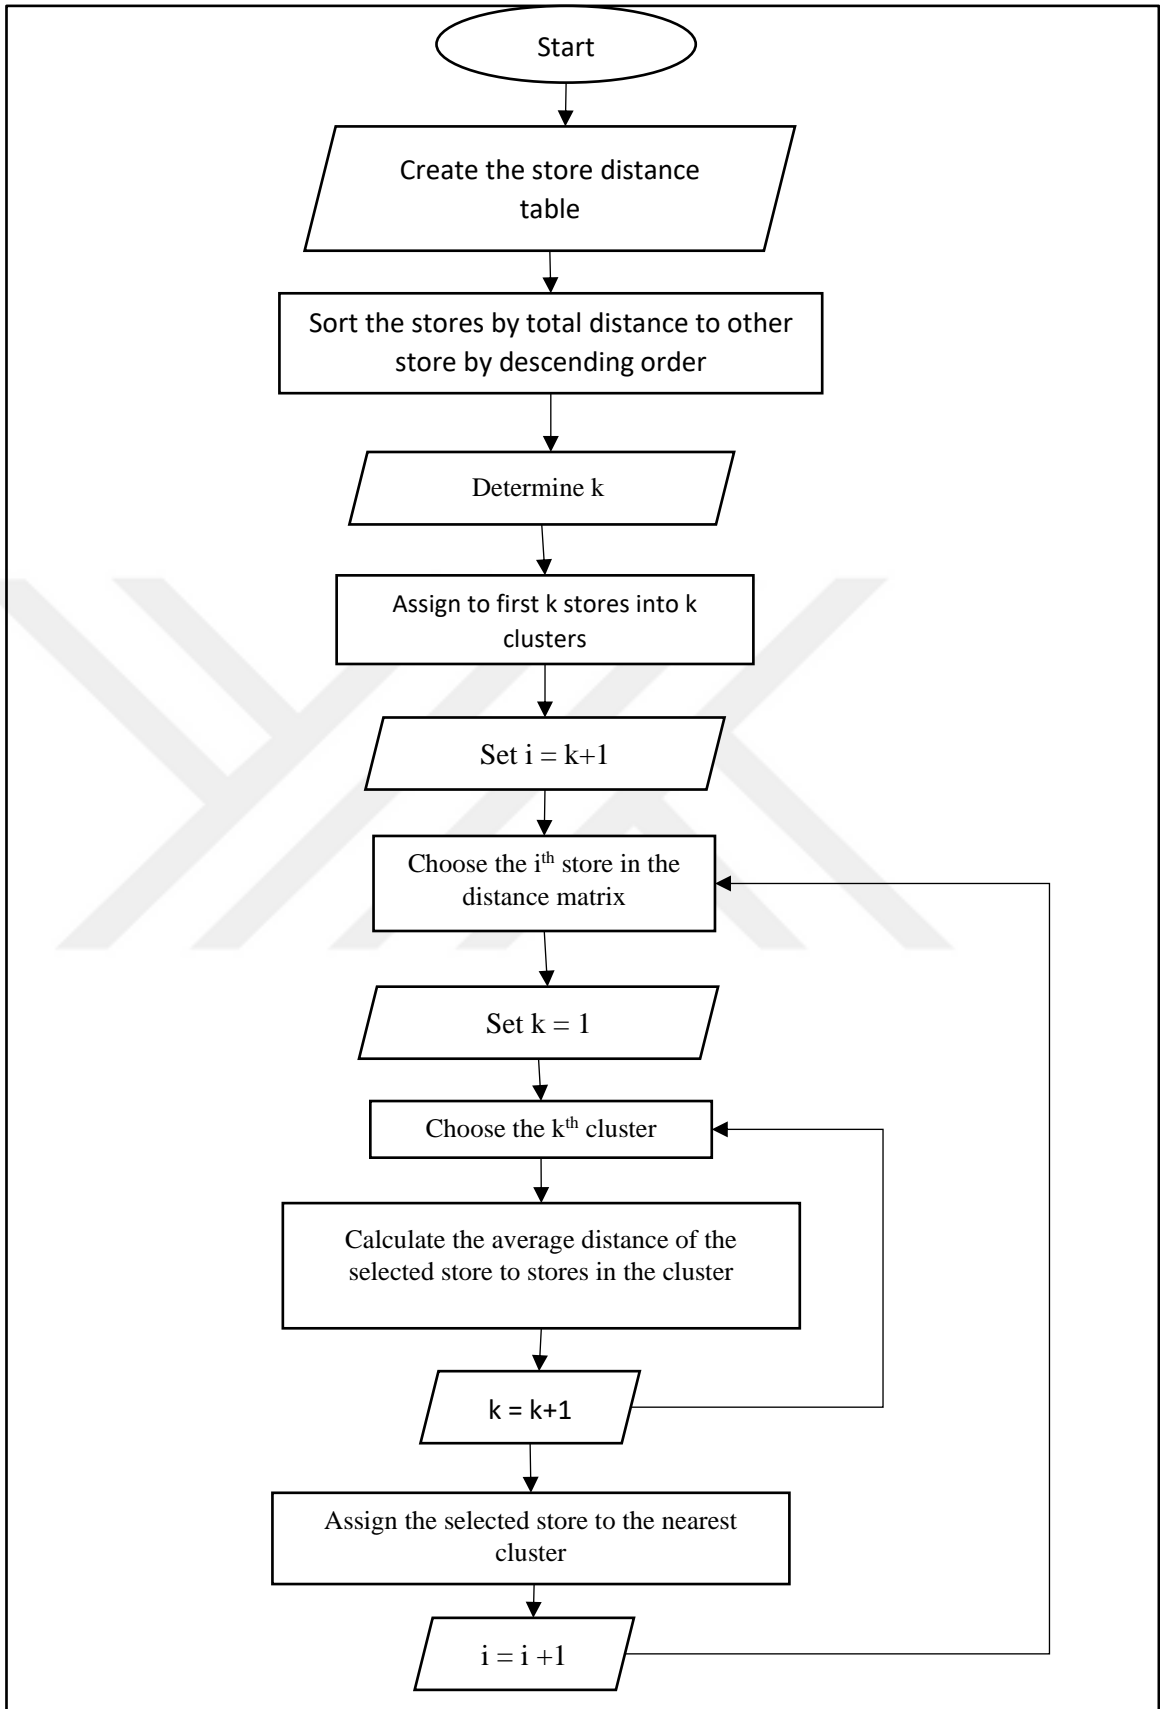 Start
Create the store distance
table
Sort the stores by total distance to other
store by descending order
Determine k
Assign to first k stores into k
clusters
Set i = k+1
Choose the iᵗʰ store in the
distance matrix
Set k = 1
Choose the kᵗʰ cluster
Calculate the average distance of the
selected store to stores in the cluster
k = k+1
Assign the selected store to the nearest
cluster
i = i +1